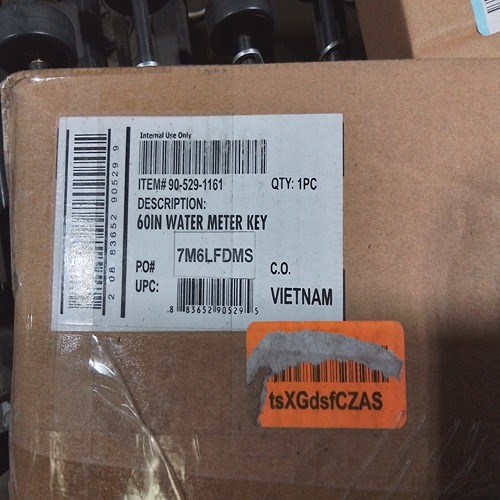 Internal Use Only
ITEM# 90-529-1161 QTY: 1PC
DESCRIPTION:
60IN WATER METER KEY
7M6LFDMS
PO# C.O.
UPC: VIETNAM
8 83652 90529 5
2 08 83652 90529 9
tsXGdsfCZAS